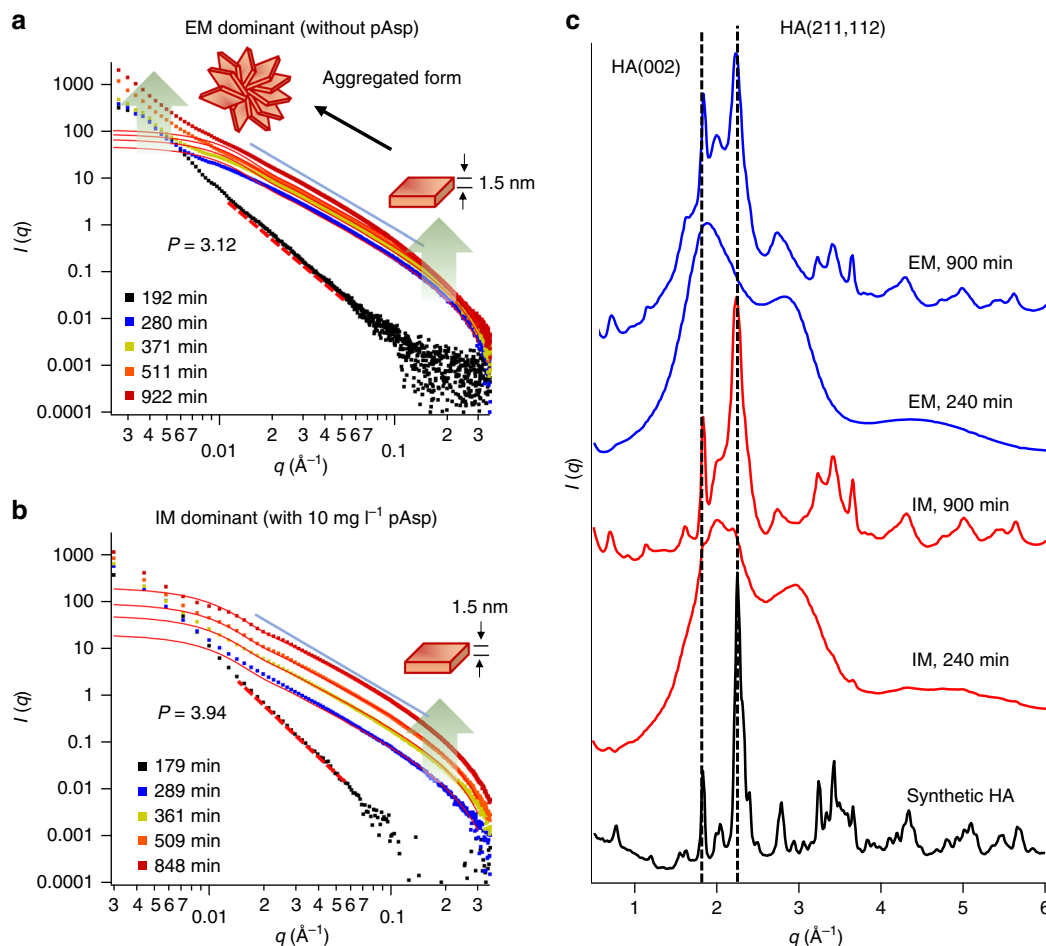 a
EM dominant (without pAsp)
Aggregated form
1.5 nm
P = 3.12
192 min
280 min
371 min
511 min
922 min
1000
100
10
1
0.1
0.01
0.001
0.0001
I (q)
3 4 5 6 7 2 3 4 5 6 7 2 3
0.01 0.1
q (Å⁻¹)
b
IM dominant (with 10 mg l⁻¹ pAsp)
1.5 nm
P = 3.94
179 min
289 min
361 min
509 min
848 min
1000
100
10
1
0.1
0.01
0.001
0.0001
I (q)
3 4 5 6 7 2 3 4 5 6 7 2 3
0.01 0.1
q (Å⁻¹)
c
HA(211,112)
HA(002)
EM, 900 min
EM, 240 min
IM, 900 min
IM, 240 min
Synthetic HA
I (q)
1 2 3 4 5 6
q (Å⁻¹)